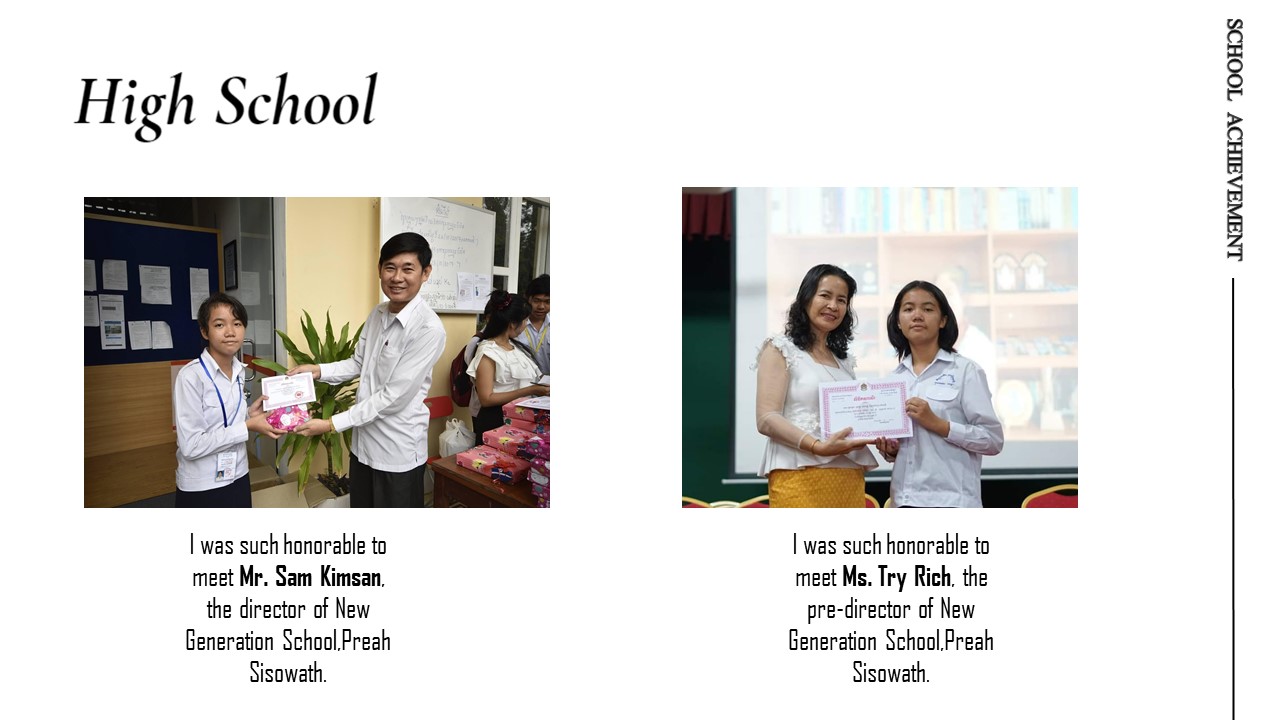 High School
SCHOOL ACHIEVEMENT
I was such honorable to
meet Mr. Sam Kimsan,
the director of New
Generation School,Preah
Sisowath.
I was such honorable to
meet Ms. Try Rich, the
pre-director of New
Generation School,Preah
Sisowath.